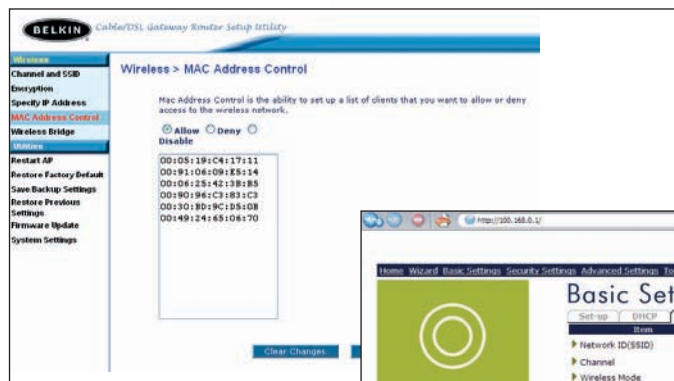 BELKIN
Cable/DSL Gateway Router Setup Utility
Wireless
Channel and SSID
Encryption
Specify IP Address
MAC Address Control
Wireless Bridge
Utilities
Restart AP
Restore Factory Default
Save Backup Settings
Restore Previous
Settings
Firmware Update
System Settings
Wireless > MAC Address Control
Mac Address Control is the ability to set up a list of clients that you want to allow or deny
access to the wireless network.
Allow Deny
Disable
00:05:19:C4:17:11
00:91:06:09:E5:14
00:06:25:42:3B:B5
00:90:96:C3:83:C3
00:30:BD:9C:D5:0B
00:49:24:65:06:70
Clear Changes
http://100.168.0.1/
Home Wizard Basic Settings Security Settings Advanced Settings
Basic Set
Set-up DHCP
Item
Network ID(SSID)
Channel
Wireless Mode